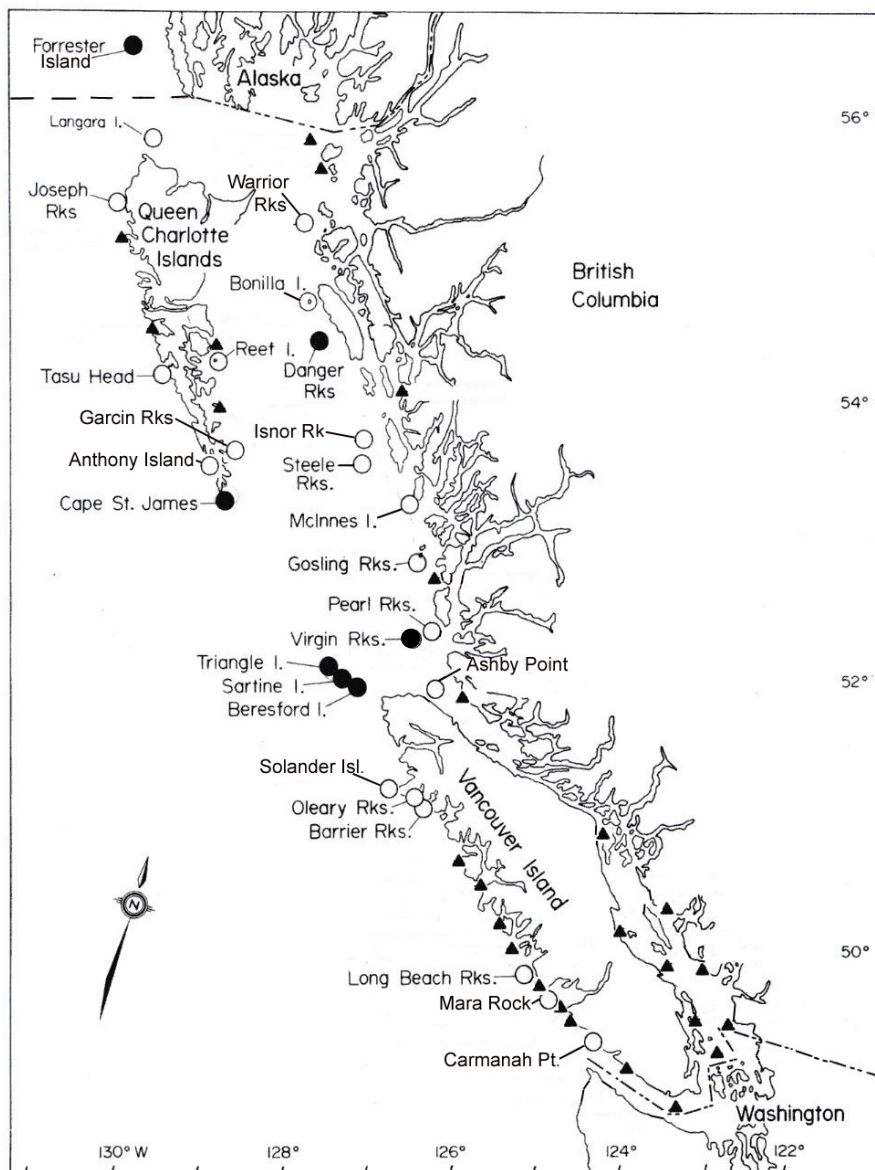 Forrester
Island
Alaska
56°
Langara I.
Joseph
Rks
Queen
Charlotte
Islands
Warrior
Rks
British
Columbia
Bonilla I.
Reef I.
Danger
Rks
Tasu Head
54°
Garcin Rks
Isnor Rk
Anthony Island
Steele
Rks.
Cape St. James
McInnes I.
Gosling Rks.
Pearl Rks.
Virgin Rks.
Ashby Point
Triangle I.
Sartine I.
Beresford I.
52°
Solander Isl.
Oleary Rks.
Barrier Rks.
Vancouver Island
N
50°
Long Beach Rks.
Mara Rock
Carmanah Pt.
Washington
130° W
128°
126°
124°
122°